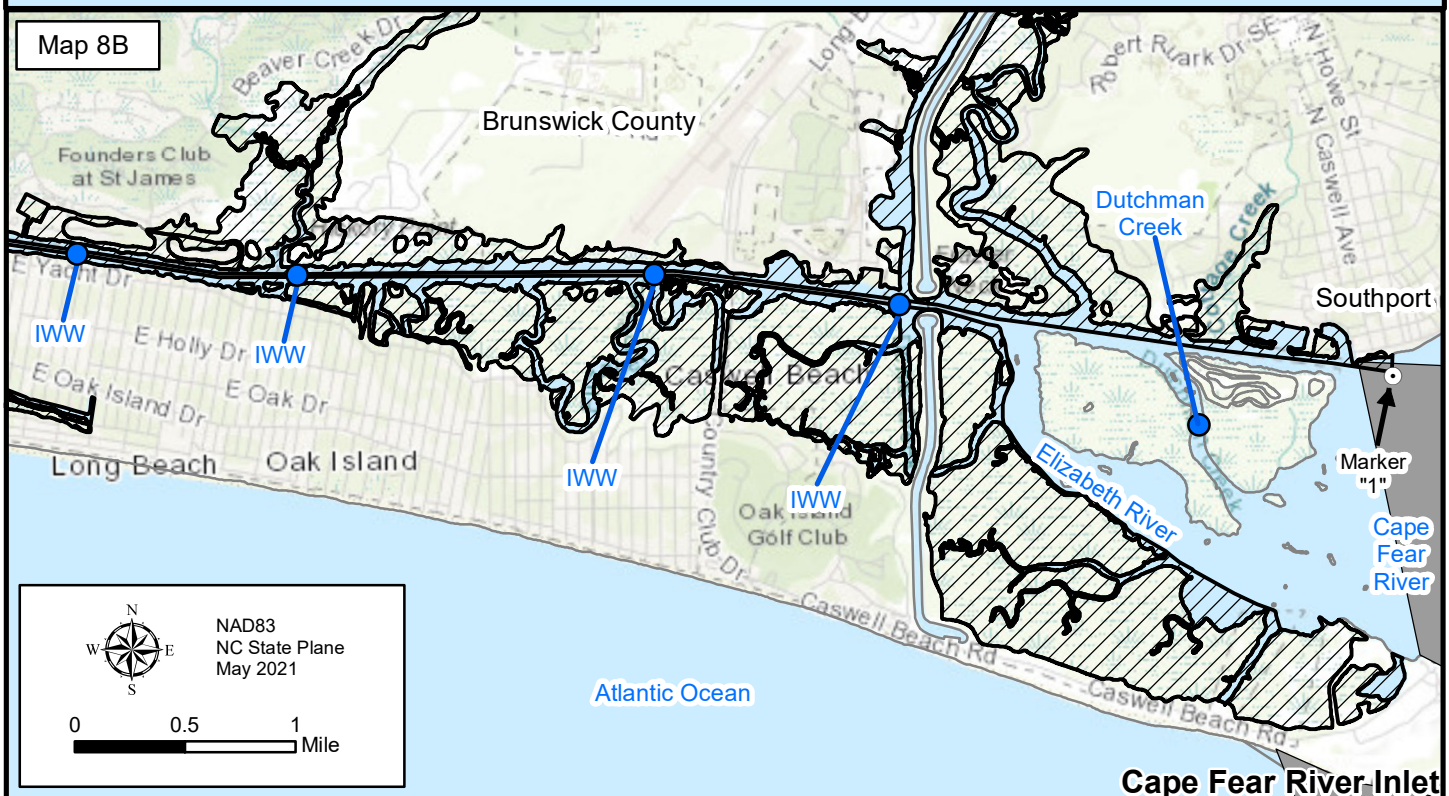 Map 8B
Beaver Creek Dr
Brunswick County
Robert Ruark Dr SE
N Howe St
N Caswell Ave
Founders Club
at St James
Dutchman
Creek
Southport
E Yacht Dr
IWW
IWW
E Holly Dr
E Oak Dr
E Oak Island Dr
Caswell Beach
IWW
IWW
Long Beach
Oak Island
Country Club Dr
Oak Island
Golf Club
Elizabeth River
Marker
"1"
Cape
Fear
River
Caswell Beach Rd
Caswell Beach Rd
Atlantic Ocean
N
W
E
S
NAD83
NC State Plane
May 2021
0
0.5
1
Mile
Cape Fear River Inlet